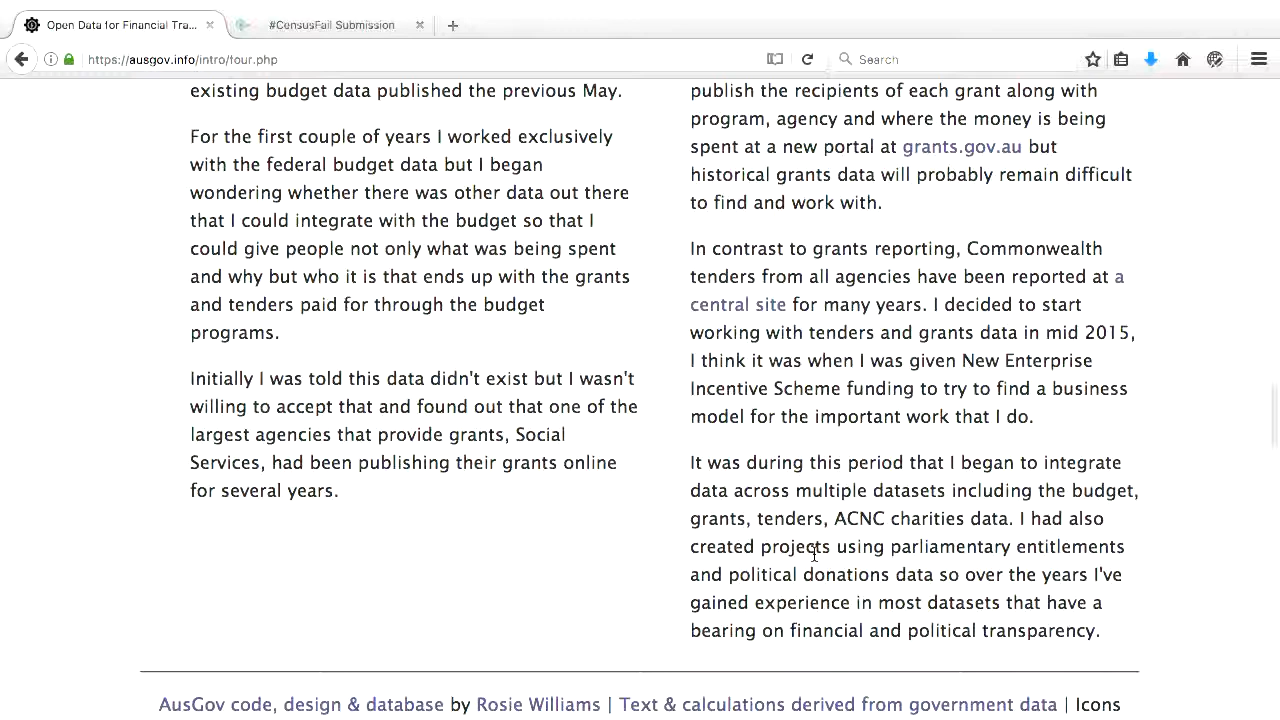 Open Data for Financial Tra...
#CensusFail Submission
https://ausgov.info/intro/tour.php
Search
existing budget data published the previous May.
For the first couple of years I worked exclusively
with the federal budget data but I began
wondering whether there was other data out there
that I could integrate with the budget so that I
could give people not only what was being spent
and why but who it is that ends up with the grants
and tenders paid for through the budget
programs.
Initially I was told this data didn't exist but I wasn't
willing to accept that and found out that one of the
largest agencies that provide grants, Social
Services, had been publishing their grants online
for several years.
publish the recipients of each grant along with
program, agency and where the money is being
spent at a new portal at grants.gov.au but
historical grants data will probably remain difficult
to find and work with.
In contrast to grants reporting, Commonwealth
tenders from all agencies have been reported at a
central site for many years. I decided to start
working with tenders and grants data in mid 2015,
I think it was when I was given New Enterprise
Incentive Scheme funding to try to find a business
model for the important work that I do.
It was during this period that I began to integrate
data across multiple datasets including the budget,
grants, tenders, ACNC charities data. I had also
created projects using parliamentary entitlements
and political donations data so over the years I've
gained experience in most datasets that have a
bearing on financial and political transparency.
AusGov code, design & database by Rosie Williams | Text & calculations derived from government data | Icons